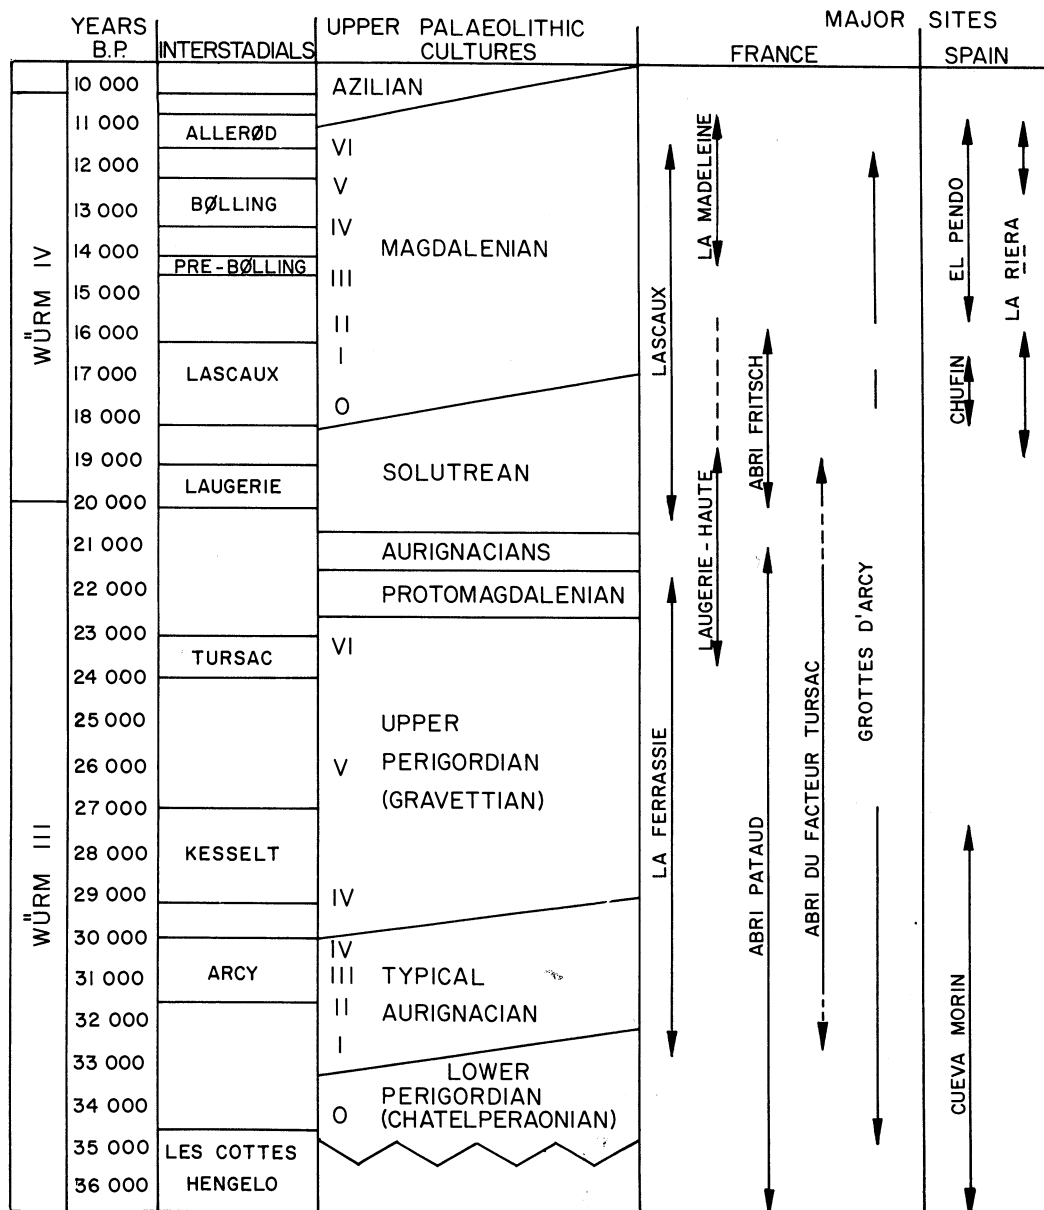 YEARS
B.P.
INTERSTADIALS
UPPER PALAEOLITHIC
CULTURES
MAJOR SITES
FRANCE
SPAIN
WÜRM IV
WÜRM III
10 000
11 000
12 000
13 000
14 000
15 000
16 000
17 000
18 000
19 000
20 000
21 000
22 000
23 000
24 000
25 000
26 000
27 000
28 000
29 000
30 000
31 000
32 000
33 000
34 000
35 000
36 000
ALLERØD
BØLLING
PRE-BØLLING
LASCAUX
LAUGERIE
TURSAC
KESSELT
ARCY
LES COTTES
HENGELO
AZILIAN
VI
V
IV
MAGDALENIAN
III
II
I
O
SOLUTREAN
AURIGNACIANS
PROTOMAGDALENIAN
VI
UPPER
V PERIGORDIAN
(GRAVETTIAN)
IV
IV
III TYPICAL
II AURIGNACIAN
I
LOWER
PERIGORDIAN
O (CHATELPERAONIAN)
LASCAUX
LA FERRASSIE
LA MADELEINE
LAUGERIE-HAUTE
ABRI FRITSCH
ABRI PATAUD
ABRI DU FACTEUR TURSAC
GROTTES D'ARCY
EL PENDO
CHUFIN
CUEVA MORIN
LA RIERA